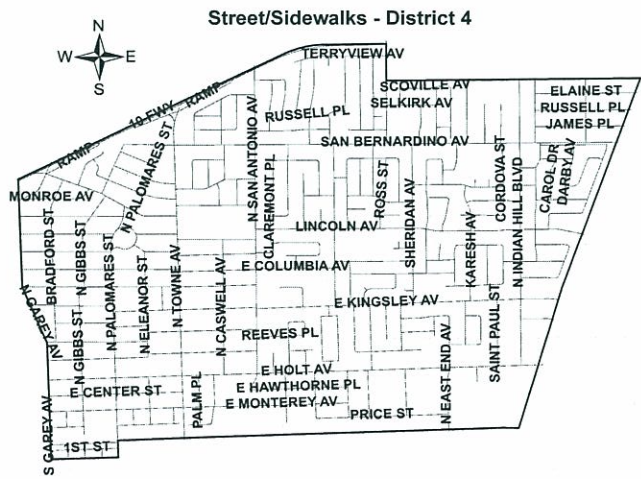 Street/Sidewalks - District 4
N
W E
S
TERRYVIEW AV
SCOVILLE AV
ELAINE ST
SELKIRK AV
RUSSELL PL
RUSSELL PL
JAMES PL
10 FWY
RAMP
RAMP
SAN BERNARDINO AV
N PALOMARES ST
N SAN ANTONIO AV
CLAREMONT PL
ROSS ST
SHERIDAN AV
CORDOVA ST
N INDIAN HILL BLVD
CAROL DR
DARBY AV
MONROE AV
LINCOLN AV
KARESH AV
BRADFORD ST
N GIBBS ST
N PALOMARES ST
N ELEANOR ST
N TOWNE AV
N CASWELL AV
E COLUMBIA AV
E KINGSLEY AV
N GAREY AV
N GIBBS ST
REEVES PL
SAINT PAUL ST
N EAST END AV
E HOLT AV
E CENTER ST
E HAWTHORNE PL
PALM PL
E MONTEREY AV
PRICE ST
S GAREY AV
1ST ST